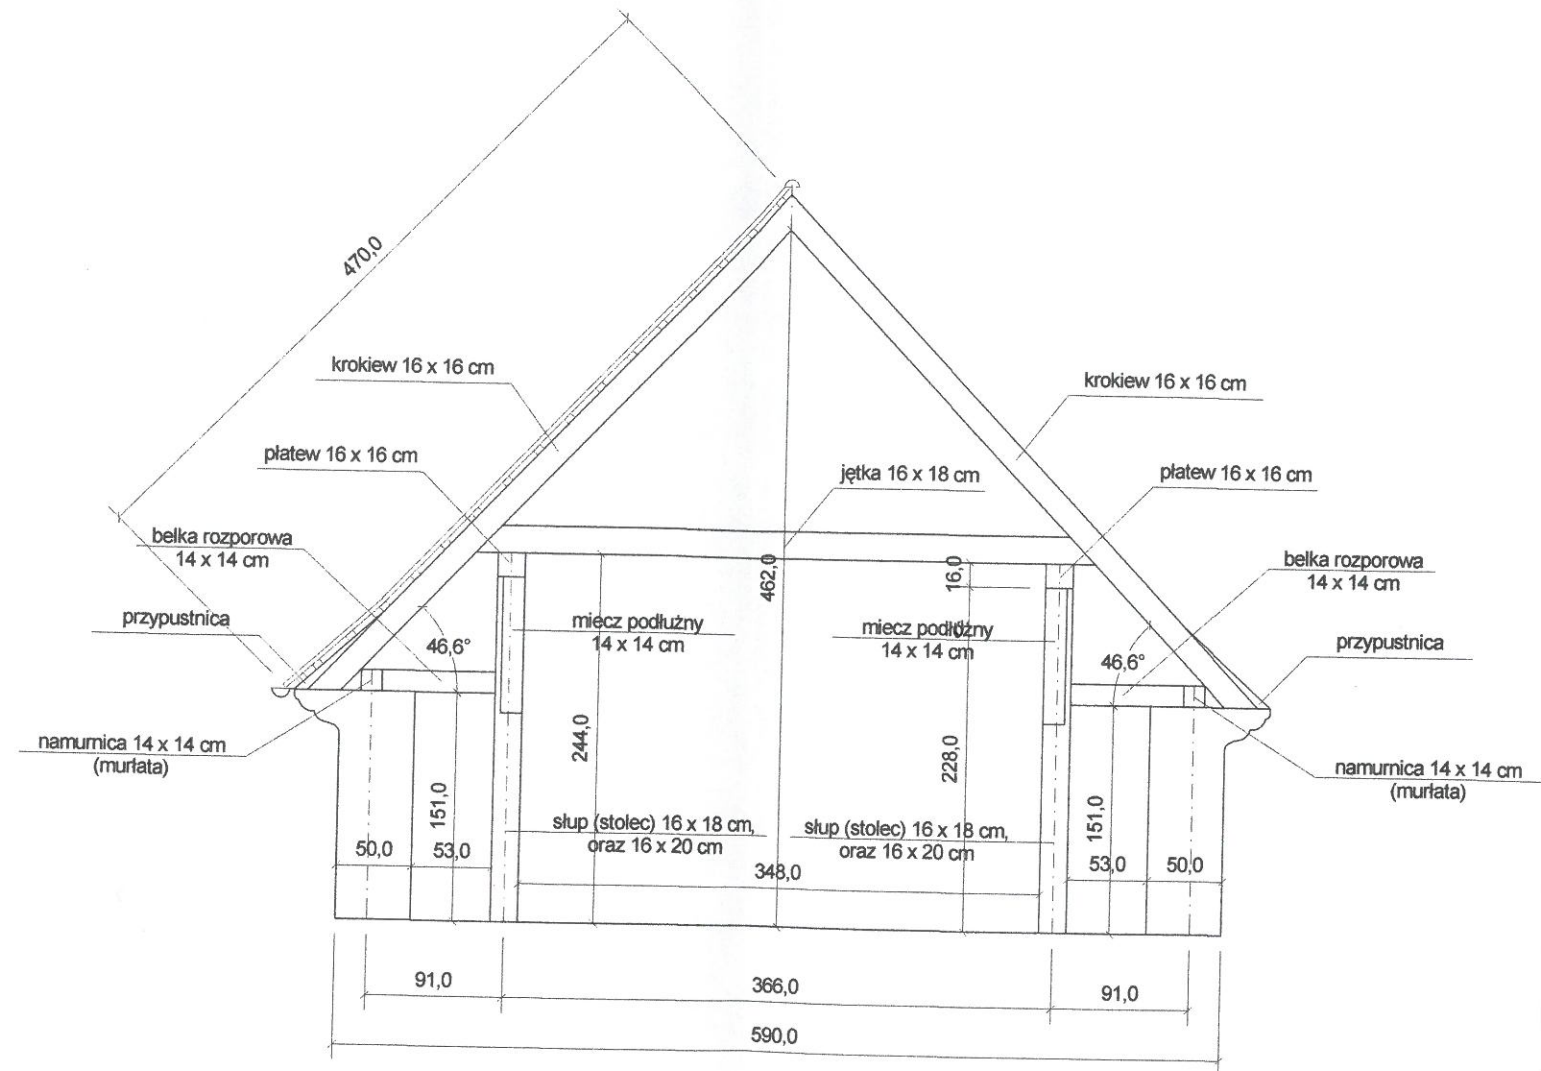 470,0
krokiew 16 x 16 cm
krokiew 16 x 16 cm
płatew 16 x 16 cm
jętka 16 x 18 cm
płatew 16 x 16 cm
belka rozporowa
14 x 14 cm
462,0
16,0
belka rozporowa
14 x 14 cm
przypustnica
46,6°
miecz podłużny
14 x 14 cm
miecz podłużny
14 x 14 cm
46,6°
przypustnica
namurnica 14 x 14 cm
(murłata)
244,0
228,0
namurnica 14 x 14 cm
(murłata)
151,0
151,0
słup (stolec) 16 x 18 cm,
oraz 16 x 20 cm
słup (stolec) 16 x 18 cm,
oraz 16 x 20 cm
50,0
53,0
348,0
53,0
50,0
91,0
366,0
91,0
590,0